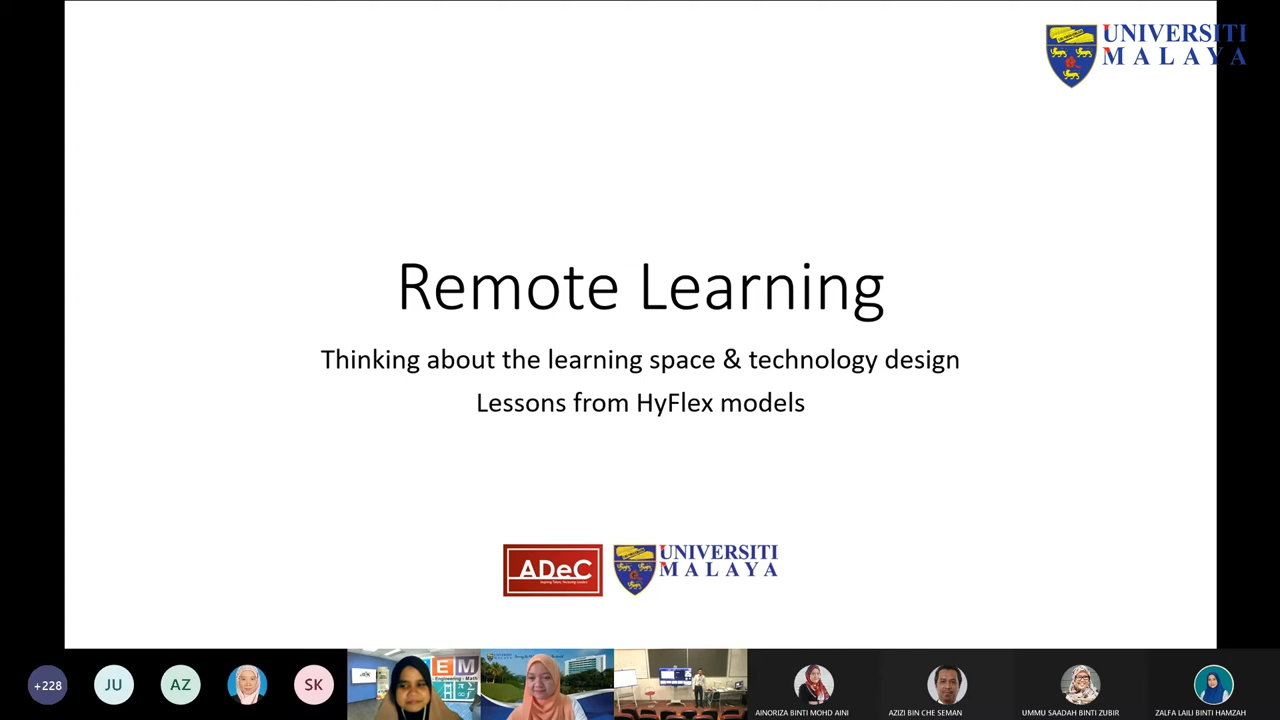 UNIVERSITI
MALAYA
Remote Learning
Thinking about the learning space & technology design
Lessons from HyFlex models
ADeC
UNIVERSITI
MALAYA
+228
JU
AZ
SK
EM
AINORIZA BINTI MOHD AINI
AZIZI BIN CHE SEMAN
UMMU SAADAH BINTI ZUBIR
ZALFA LAILI BINTI HAMZAH